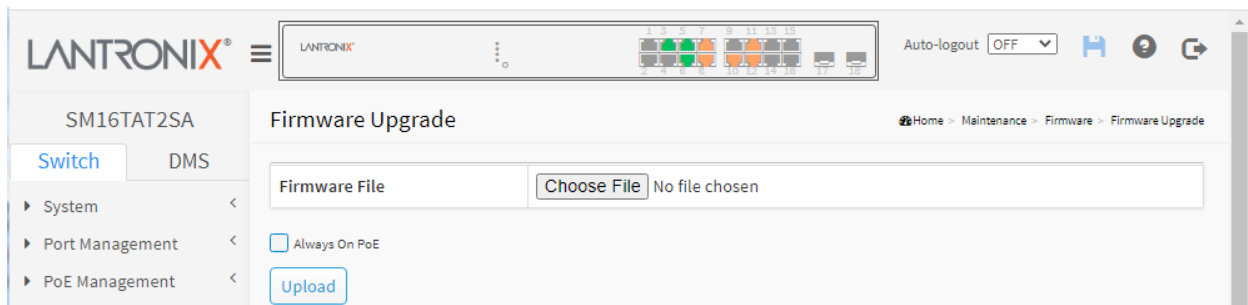 1 3 5 7 9 11 13 15
LANTRONIX® LANTRONIX Auto-logout OFF
2 4 6 8 10 12 14 16 17 18
SM16TAT2SA Firmware Upgrade Home > Maintenance > Firmware > Firmware Upgrade
Switch DMS
Firmware File Choose File No file chosen
System
Port Management Always On PoE
PoE Management Upload